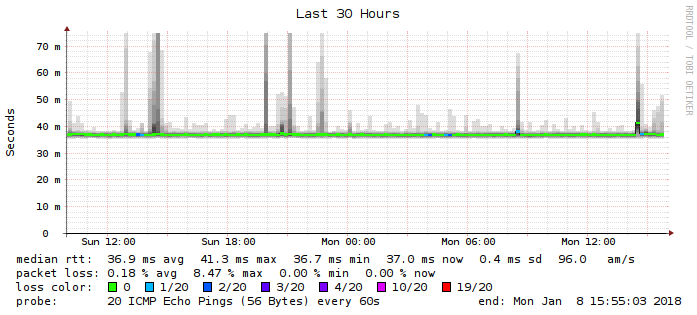 Last 30 Hours
RRDTOOL / TOBI OETIKER
Seconds
70 m
60 m
50 m
40 m
30 m
20 m
10 m
0
Sun 12:00 Sun 18:00 Mon 00:00 Mon 06:00 Mon 12:00
median rtt: 36.9 ms avg 41.3 ms max 36.7 ms min 37.0 ms now 0.4 ms sd 96.0 am/s
packet loss: 0.18 % avg 8.47 % max 0.00 % min 0.00 % now
loss color: 0 1/20 2/20 3/20 4/20 10/20 19/20
probe: 20 ICMP Echo Pings (56 Bytes) every 60s end: Mon Jan 8 15:55:03 2018